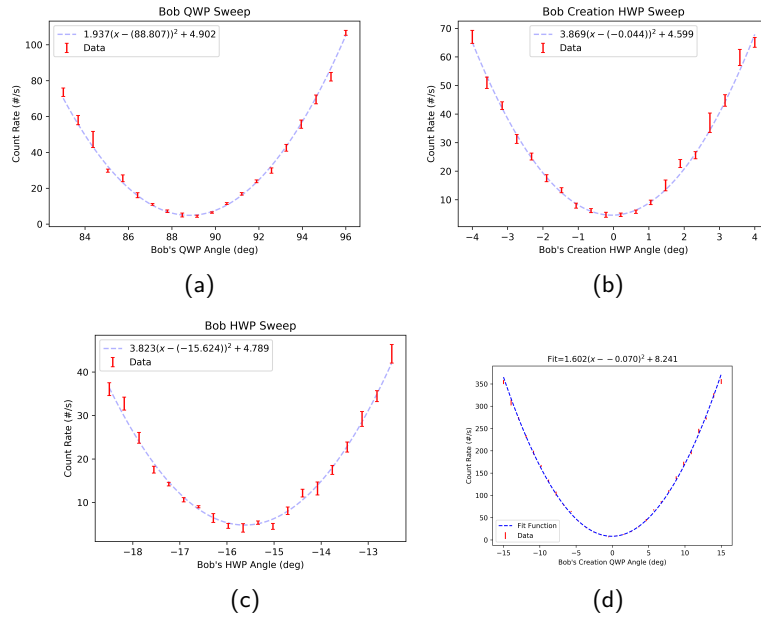 Bob QWP Sweep
1.937(x − (88.807))² + 4.902
Data
Count Rate (#/s)
100
80
60
40
20
0
84 86 88 90 92 94 96
Bob's QWP Angle (deg)
(a)
Bob Creation HWP Sweep
3.869(x − (−0.044))² + 4.599
Data
Count Rate (#/s)
70
60
50
40
30
20
10
−4 −3 −2 −1 0 1 2 3 4
Bob's Creation HWP Angle (deg)
(b)
Bob HWP Sweep
3.823(x − (−15.624))² + 4.789
Data
Count Rate (#/s)
40
30
20
10
−18 −17 −16 −15 −14 −13
Bob's HWP Angle (deg)
(c)
Fit=1.602(x − − 0.070)² + 8.241
Count Rate (#/s)
350
300
250
200
150
100
50
0
Fit Function
Data
−15 −10 −5 0 5 10 15
Bob's Creation QWP Angle (deg)
(d)